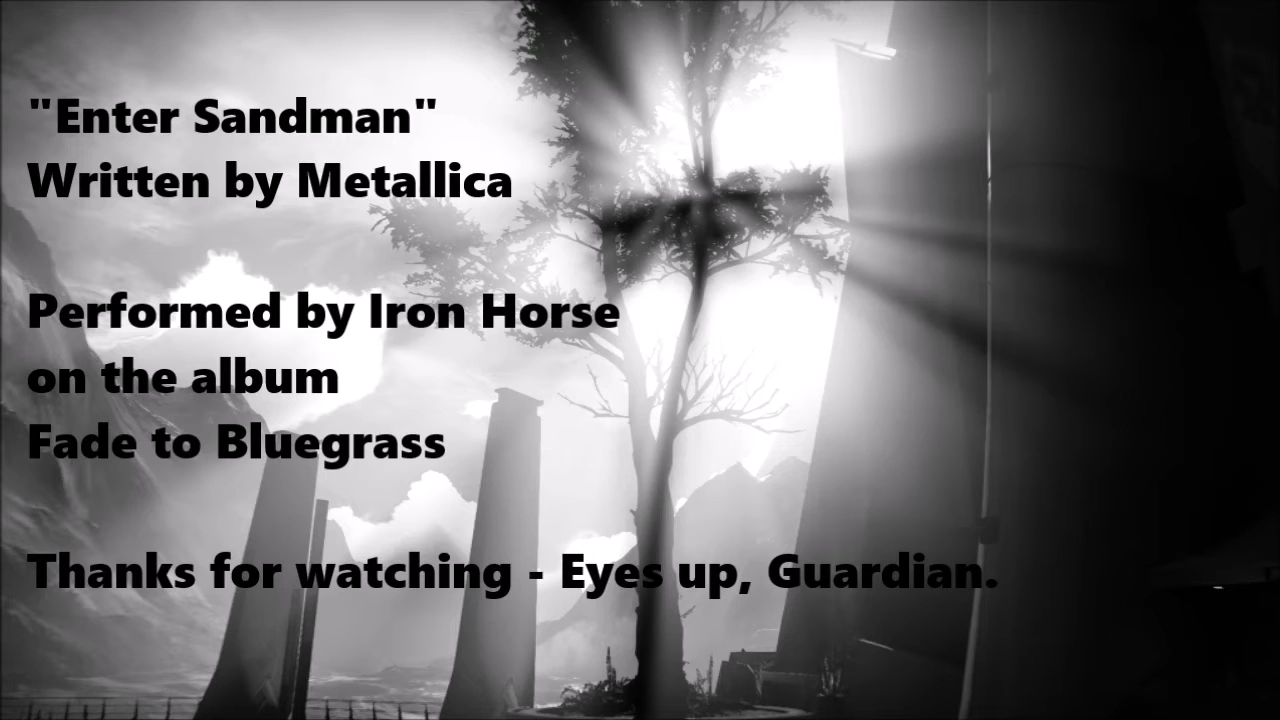 "Enter Sandman"
Written by Metallica
Performed by Iron Horse
on the album
Fade to Bluegrass
Thanks for watching - Eyes up, Guardian.